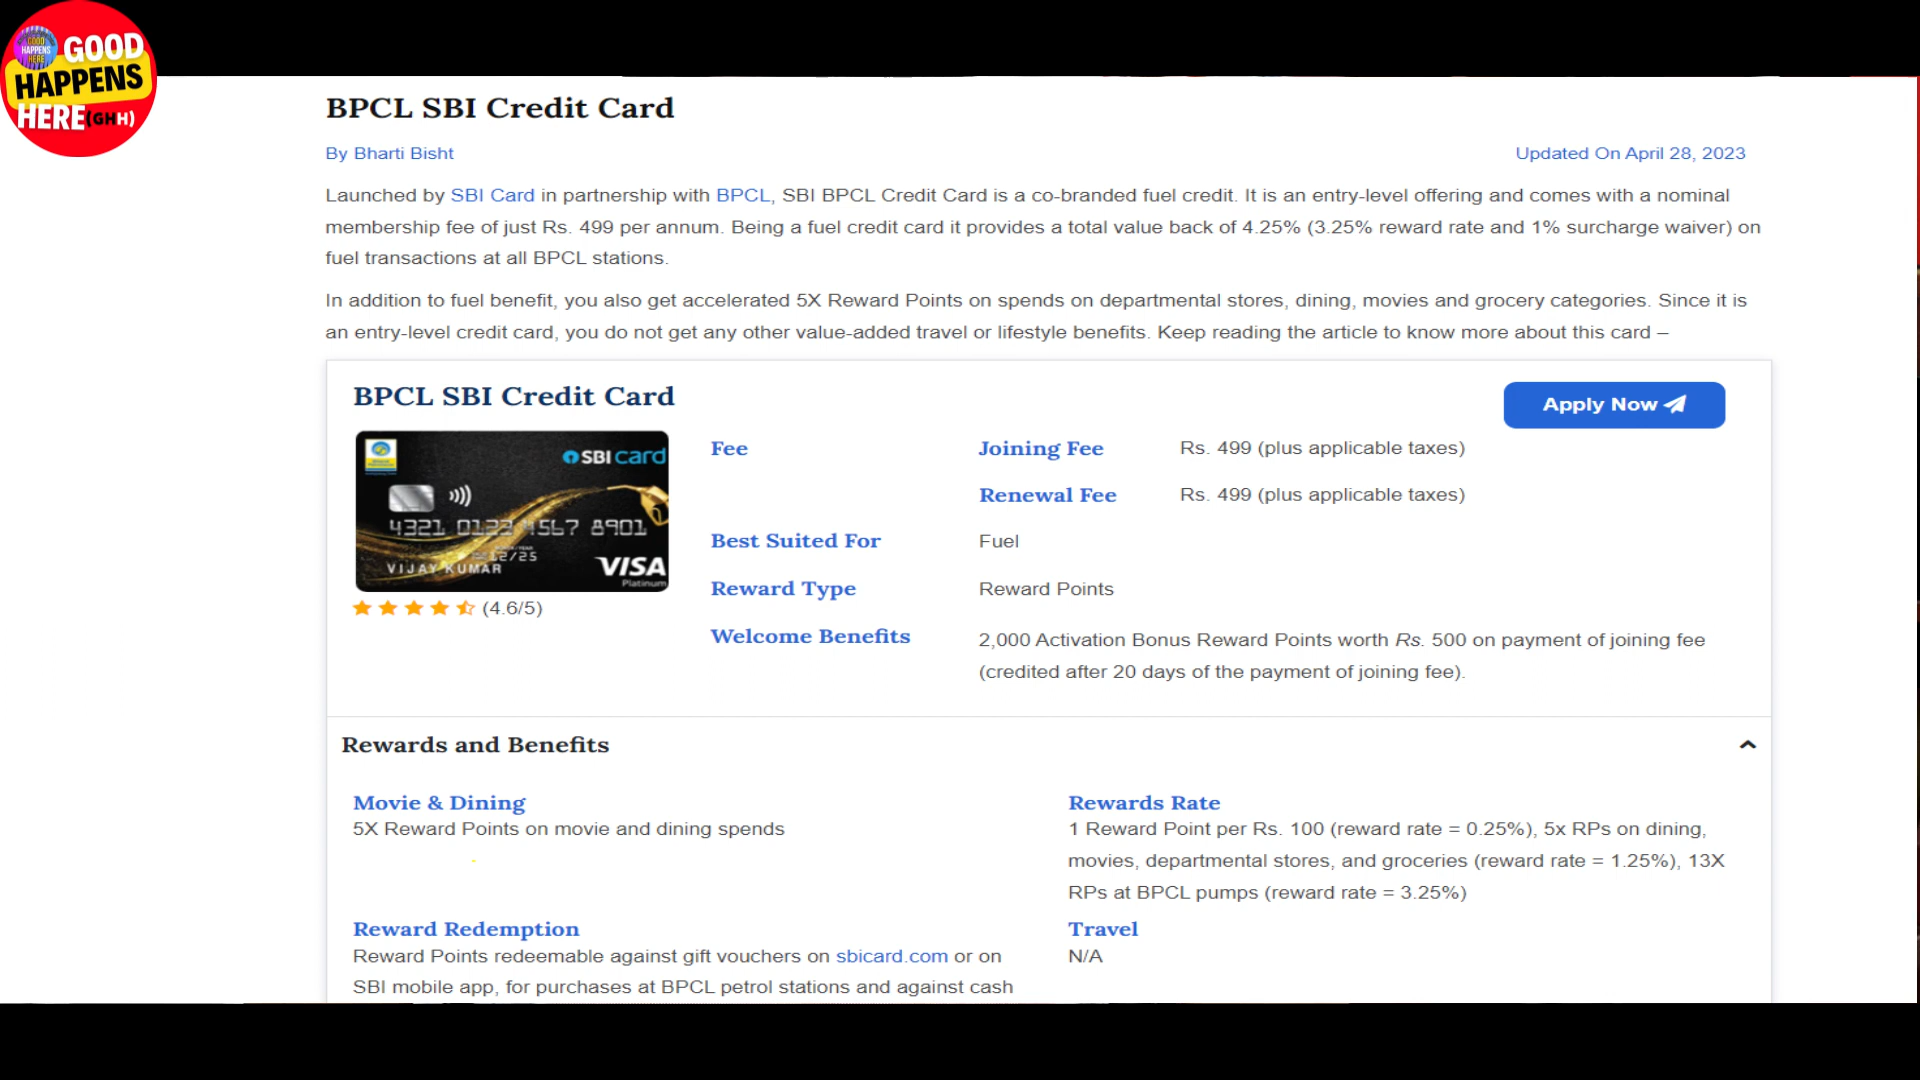 GOOD
HAPPENS
HERE
GOOD
HAPPENS
HERE(GHH)
BPCL SBI Credit Card
By Bharti Bisht
Updated On April 28, 2023
Launched by SBI Card in partnership with BPCL, SBI BPCL Credit Card is a co-branded fuel credit. It is an entry-level offering and comes with a nominal
membership fee of just Rs. 499 per annum. Being a fuel credit card it provides a total value back of 4.25% (3.25% reward rate and 1% surcharge waiver) on
fuel transactions at all BPCL stations.
In addition to fuel benefit, you also get accelerated 5X Reward Points on spends on departmental stores, dining, movies and grocery categories. Since it is
an entry-level credit card, you do not get any other value-added travel or lifestyle benefits. Keep reading the article to know more about this card –
BPCL SBI Credit Card
Apply Now
SBI card
4321 0123 4567 8901
12/25
VIJAY KUMAR
VISA
Platinum
(4.6/5)
Fee
Joining Fee
Rs. 499 (plus applicable taxes)
Renewal Fee
Rs. 499 (plus applicable taxes)
Best Suited For
Fuel
Reward Type
Reward Points
Welcome Benefits
2,000 Activation Bonus Reward Points worth Rs. 500 on payment of joining fee
(credited after 20 days of the payment of joining fee).
Rewards and Benefits
Movie & Dining
5X Reward Points on movie and dining spends
Rewards Rate
1 Reward Point per Rs. 100 (reward rate = 0.25%), 5x RPs on dining,
movies, departmental stores, and groceries (reward rate = 1.25%), 13X
RPs at BPCL pumps (reward rate = 3.25%)
Reward Redemption
Reward Points redeemable against gift vouchers on sbicard.com or on
SBI mobile app, for purchases at BPCL petrol stations and against cash
Travel
N/A